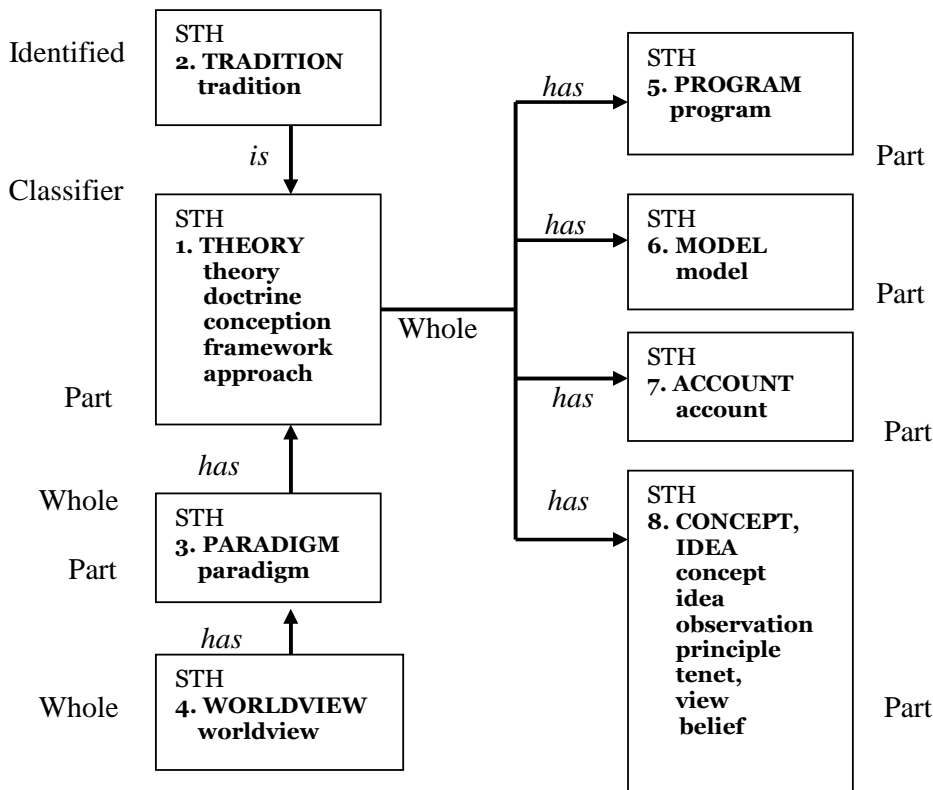 Identified
STH
2. TRADITION
tradition
is
Classifier
STH
1. THEORY
theory
doctrine
conception
framework
approach
Part
Whole
has
Whole
STH
3. PARADIGM
paradigm
Part
has
Whole
STH
4. WORLDVIEW
worldview
has
STH
5. PROGRAM
program
Part
has
STH
6. MODEL
model
Part
has
STH
7. ACCOUNT
account
Part
has
STH
8. CONCEPT,
IDEA
concept
idea
observation
principle
tenet,
view
belief
Part